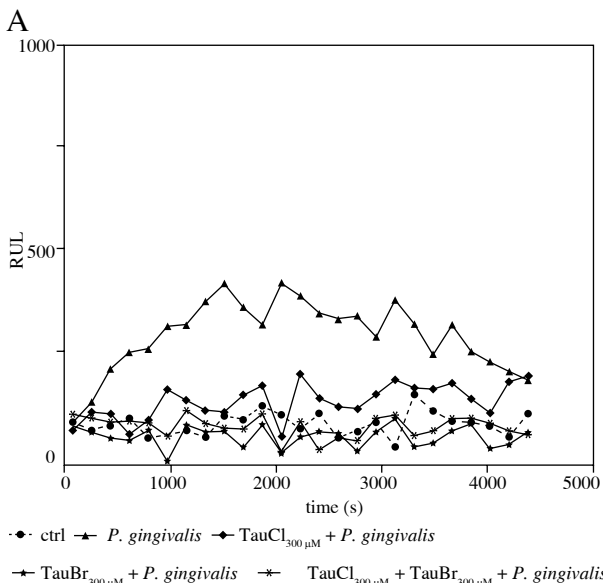 A
1000
500
0
RUL
0 1000 2000 3000 4000 5000
time (s)
ctrl P. gingivalis TauCl300 μM + P. gingivalis
TauBr300 μM + P. gingivalis TauCl300 μM + TauBr300 μM + P. gingivalis